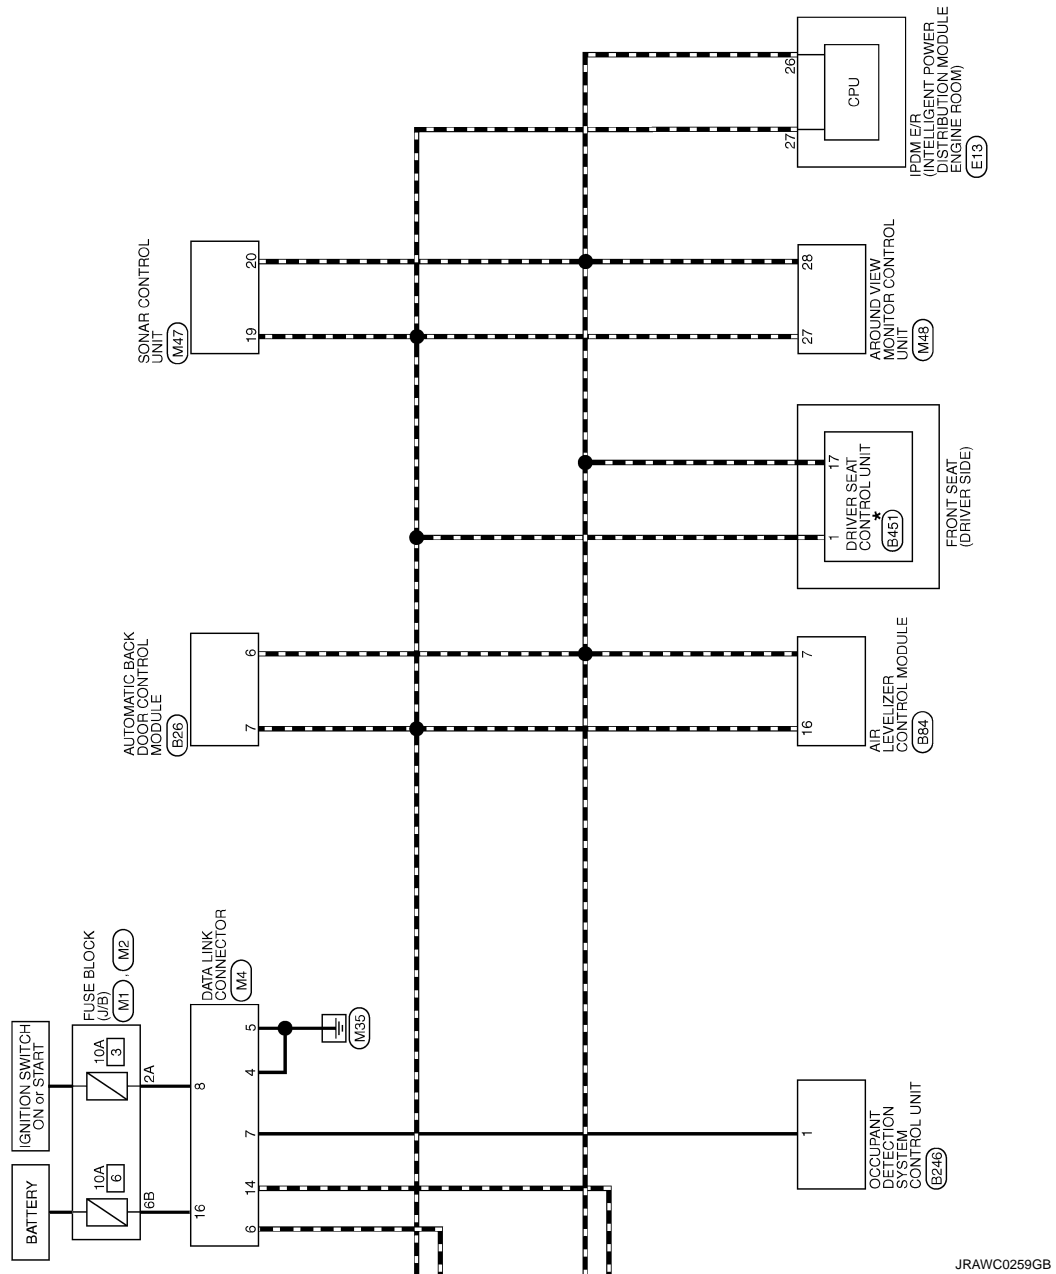 BATTERY
IGNITION SWITCH
ON or START
FUSE BLOCK
(J/B)
M1 , M2
10A
6
10A
3
6B
2A
DATA LINK
CONNECTOR
M4
16
8
6
14
7
4
5
M35
AUTOMATIC BACK
DOOR CONTROL
MODULE
B26
7
6
SONAR CONTROL
UNIT
M47
19
20
1
OCCUPANT
DETECTION
SYSTEM
CONTROL UNIT
B246
16
7
AIR
LEVELIZER
CONTROL MODULE
B84
1
17
DRIVER SEAT
CONTROL UNIT
*
B451
FRONT SEAT
(DRIVER SIDE)
27
28
AROUND VIEW
MONITOR CONTROL
UNIT
M48
27
26
CPU
IPDM E/R
(INTELLIGENT POWER
DISTRIBUTION MODULE
ENGINE ROOM)
E13
JRAWC0259GB